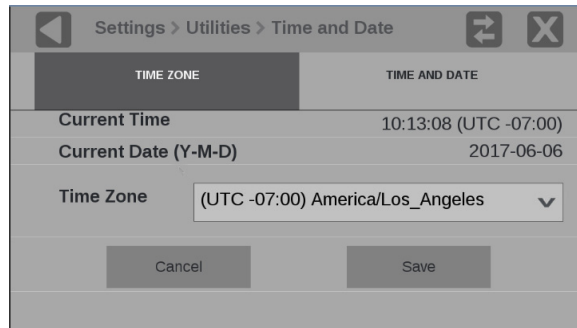 Settings > Utilities > Time and Date
TIME ZONE
TIME AND DATE
Current Time 10:13:08 (UTC -07:00)
Current Date (Y-M-D) 2017-06-06
Time Zone (UTC -07:00) America/Los_Angeles
Cancel Save